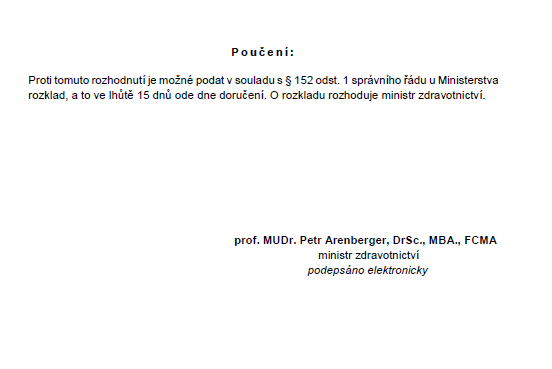 Poučení:
Proti tomuto rozhodnutí je možné podat v souladu s § 152 odst. 1 správního řádu u Ministerstva
rozklad, a to ve lhůtě 15 dnů ode dne doručení. O rozkladu rozhoduje ministr zdravotnictví.
prof. MUDr. Petr Arenberger, DrSc., MBA., FCMA
ministr zdravotnictví
podepsáno elektronicky